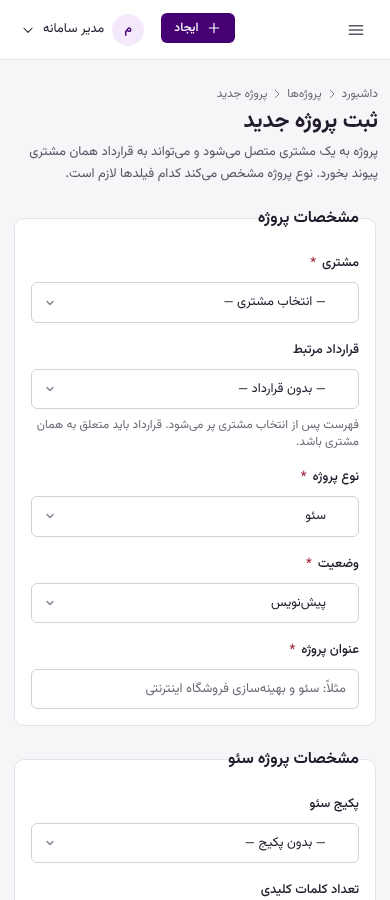 ایجاد
م
مدیر سامانه
داشبورد
پروژه‌ها
پروژه جدید
ثبت پروژه جدید
پروژه به یک مشتری متصل می‌شود و می‌تواند به قرارداد همان مشتری
پیوند بخورد. نوع پروژه مشخص می‌کند کدام فیلدها لازم است.
مشخصات پروژه
مشتری *
— انتخاب مشتری —
قرارداد مرتبط
— بدون قرارداد —
فهرست پس از انتخاب مشتری پر می‌شود. قرارداد باید متعلق به همان
مشتری باشد.
نوع پروژه *
سئو
وضعیت *
پیش‌نویس
عنوان پروژه *
مثلاً: سئو و بهینه‌سازی فروشگاه اینترنتی
مشخصات پروژه سئو
پکیج سئو
— بدون پکیج —
تعداد کلمات کلیدی